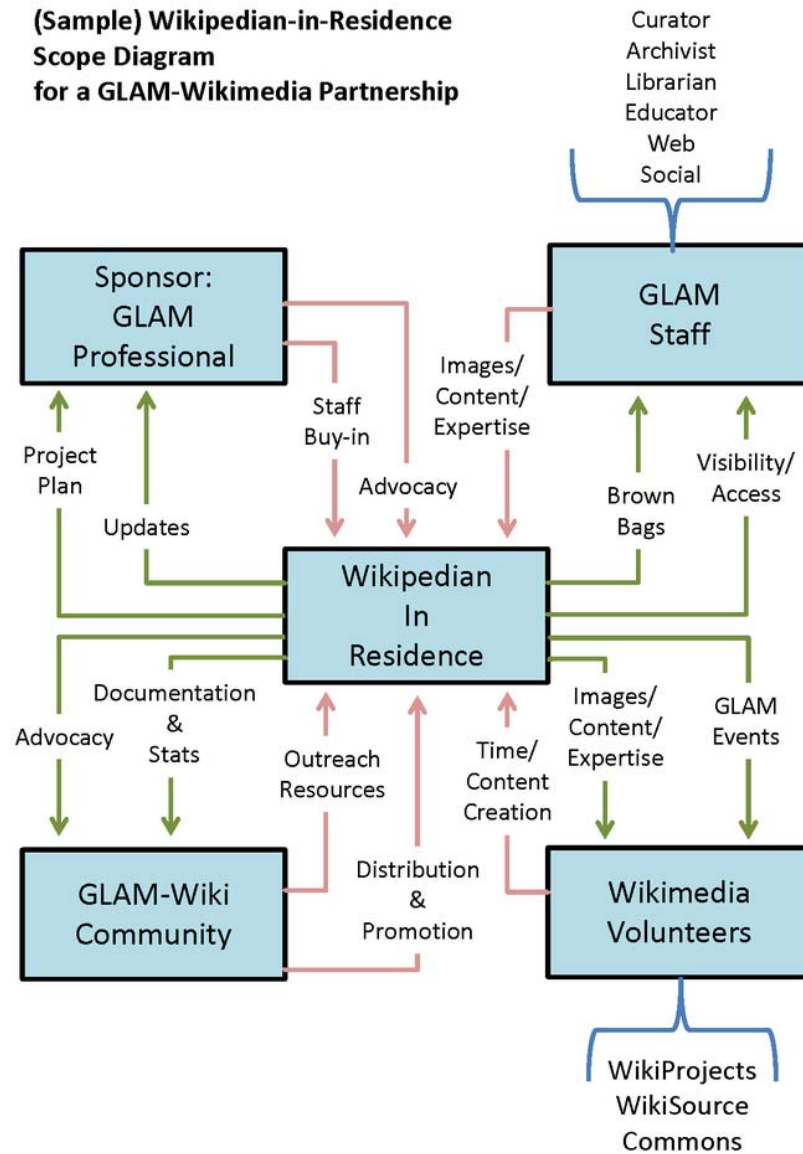 (Sample) Wikipedian-in-Residence
Scope Diagram
for a GLAM-Wikimedia Partnership
Curator
Archivist
Librarian
Educator
Web
Social
Sponsor:
GLAM
Professional
GLAM
Staff
Project
Plan
Updates
Staff
Buy-in
Advocacy
Images/
Content/
Expertise
Brown
Bags
Visibility/
Access
Wikipedian
In
Residence
Advocacy
Documentation
&
Stats
Outreach
Resources
Distribution
&
Promotion
Time/
Content
Creation
Images/
Content/
Expertise
GLAM
Events
GLAM-Wiki
Community
Wikimedia
Volunteers
WikiProjects
WikiSource
Commons